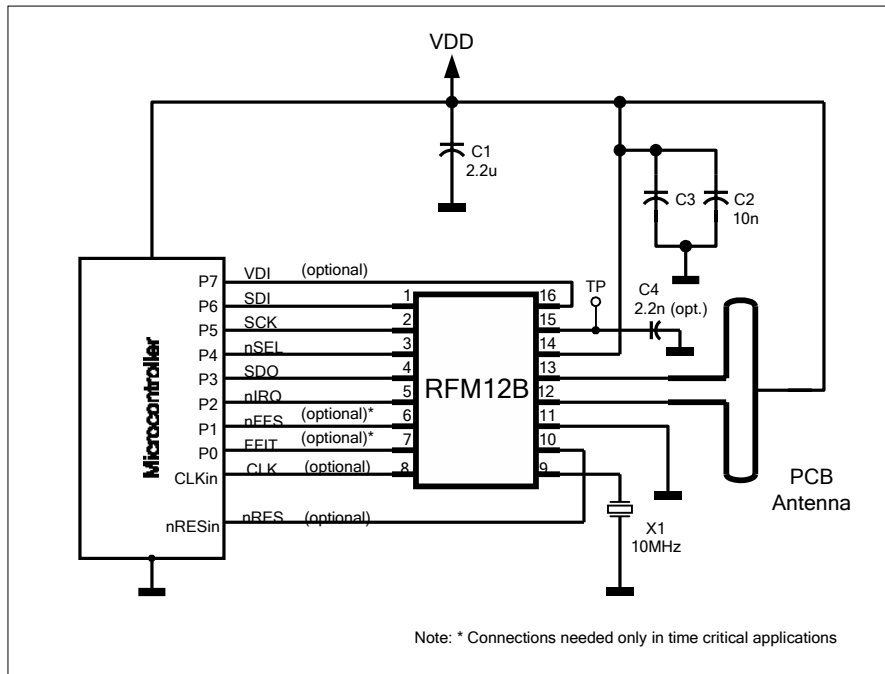 VDD
C1
2.2u
C3
C2
10n
TP
C4
2.2n (opt.)
Microcontroller
P7 VDI (optional)
P6 SDI
P5 SCK
P4 nSEL
P3 SDO
P2 nIRQ
P1 nFFS (optional)*
P0 FFIT (optional)*
CLKin CLK (optional)
nRESin nRES (optional)
1
2
3
4
5
6
7
8
RFM12B
16
15
14
13
12
11
10
9
X1
10MHz
PCB
Antenna
Note: * Connections needed only in time critical applications